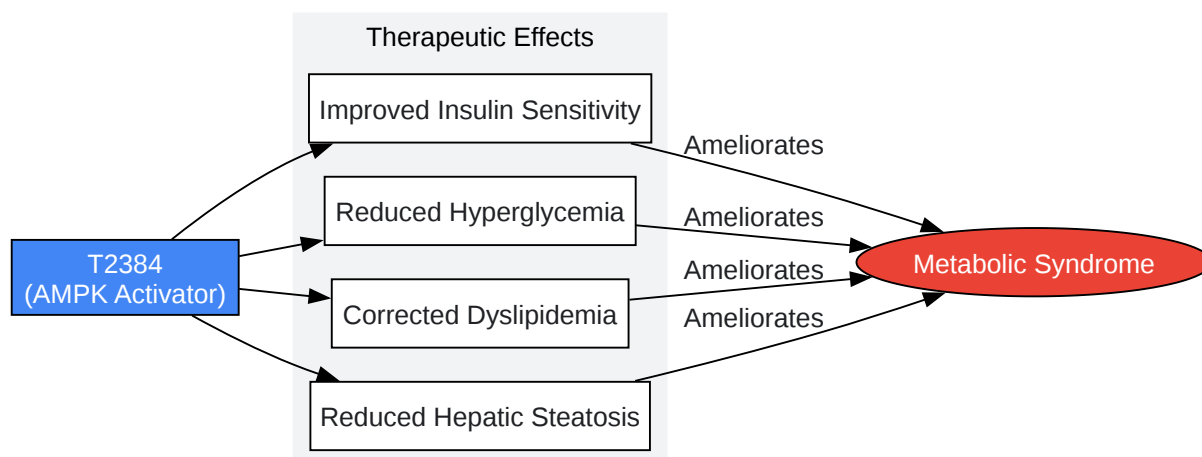 Therapeutic Effects
Improved Insulin Sensitivity
Ameliorates
Reduced Hyperglycemia
Ameliorates
T2384
(AMPK Activator)
Metabolic Syndrome
Ameliorates
Corrected Dyslipidemia
Ameliorates
Reduced Hepatic Steatosis